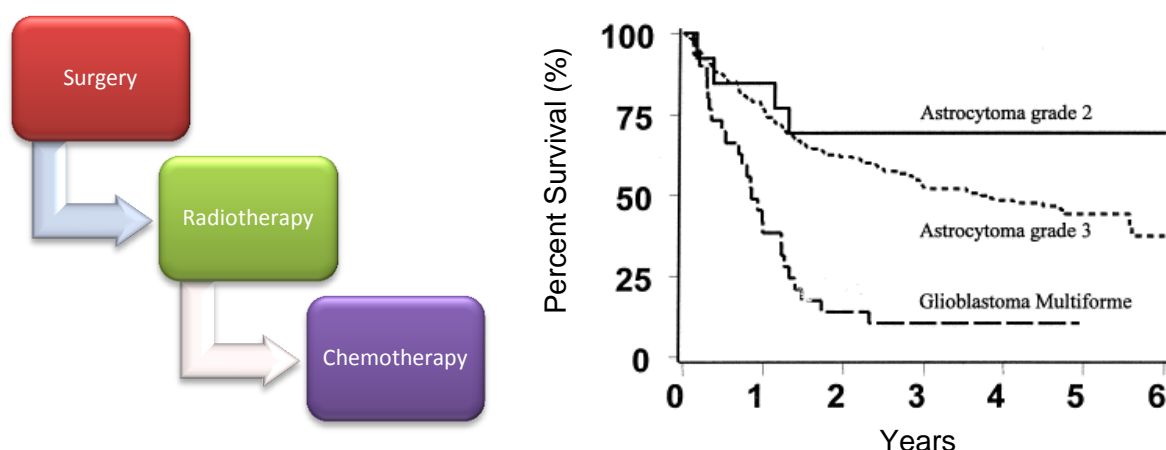 Surgery
Radiotherapy
Chemotherapy
Percent Survival (%)
100
75
50
25
0
Astrocytoma grade 2
Astrocytoma grade 3
Glioblastoma Multiforme
0 1 2 3 4 5 6
Years